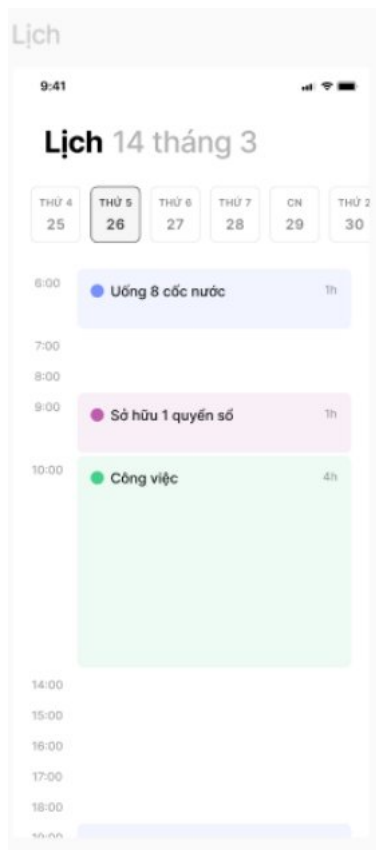 Lịch
9:41
Lịch 14 tháng 3
THỨ 4 THỨ 5 THỨ 6 THỨ 7 CN THỨ 2
25 26 27 28 29 30
6:00 Uống 8 cốc nước 1h
7:00
8:00
9:00 Sở hữu 1 quyển sổ 1h
10:00 Công việc 4h
14:00
15:00
16:00
17:00
18:00
19:00